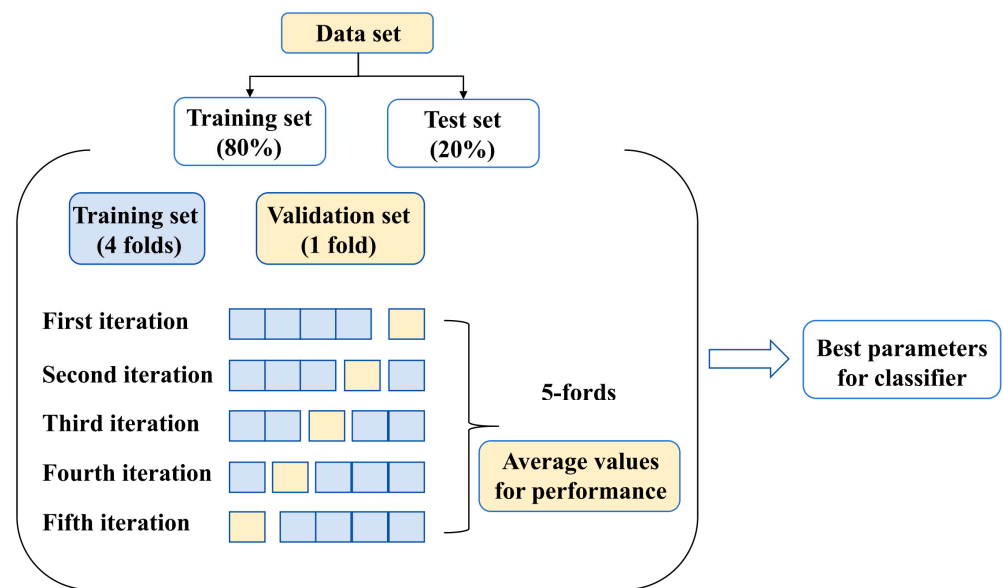 Data set
Training set
(80%)
Test set
(20%)
Training set
(4 folds)
Validation set
(1 fold)
First iteration
Second iteration
Third iteration
Fourth iteration
Fifth iteration
5-fords
Average values
for performance
Best parameters
for classifier